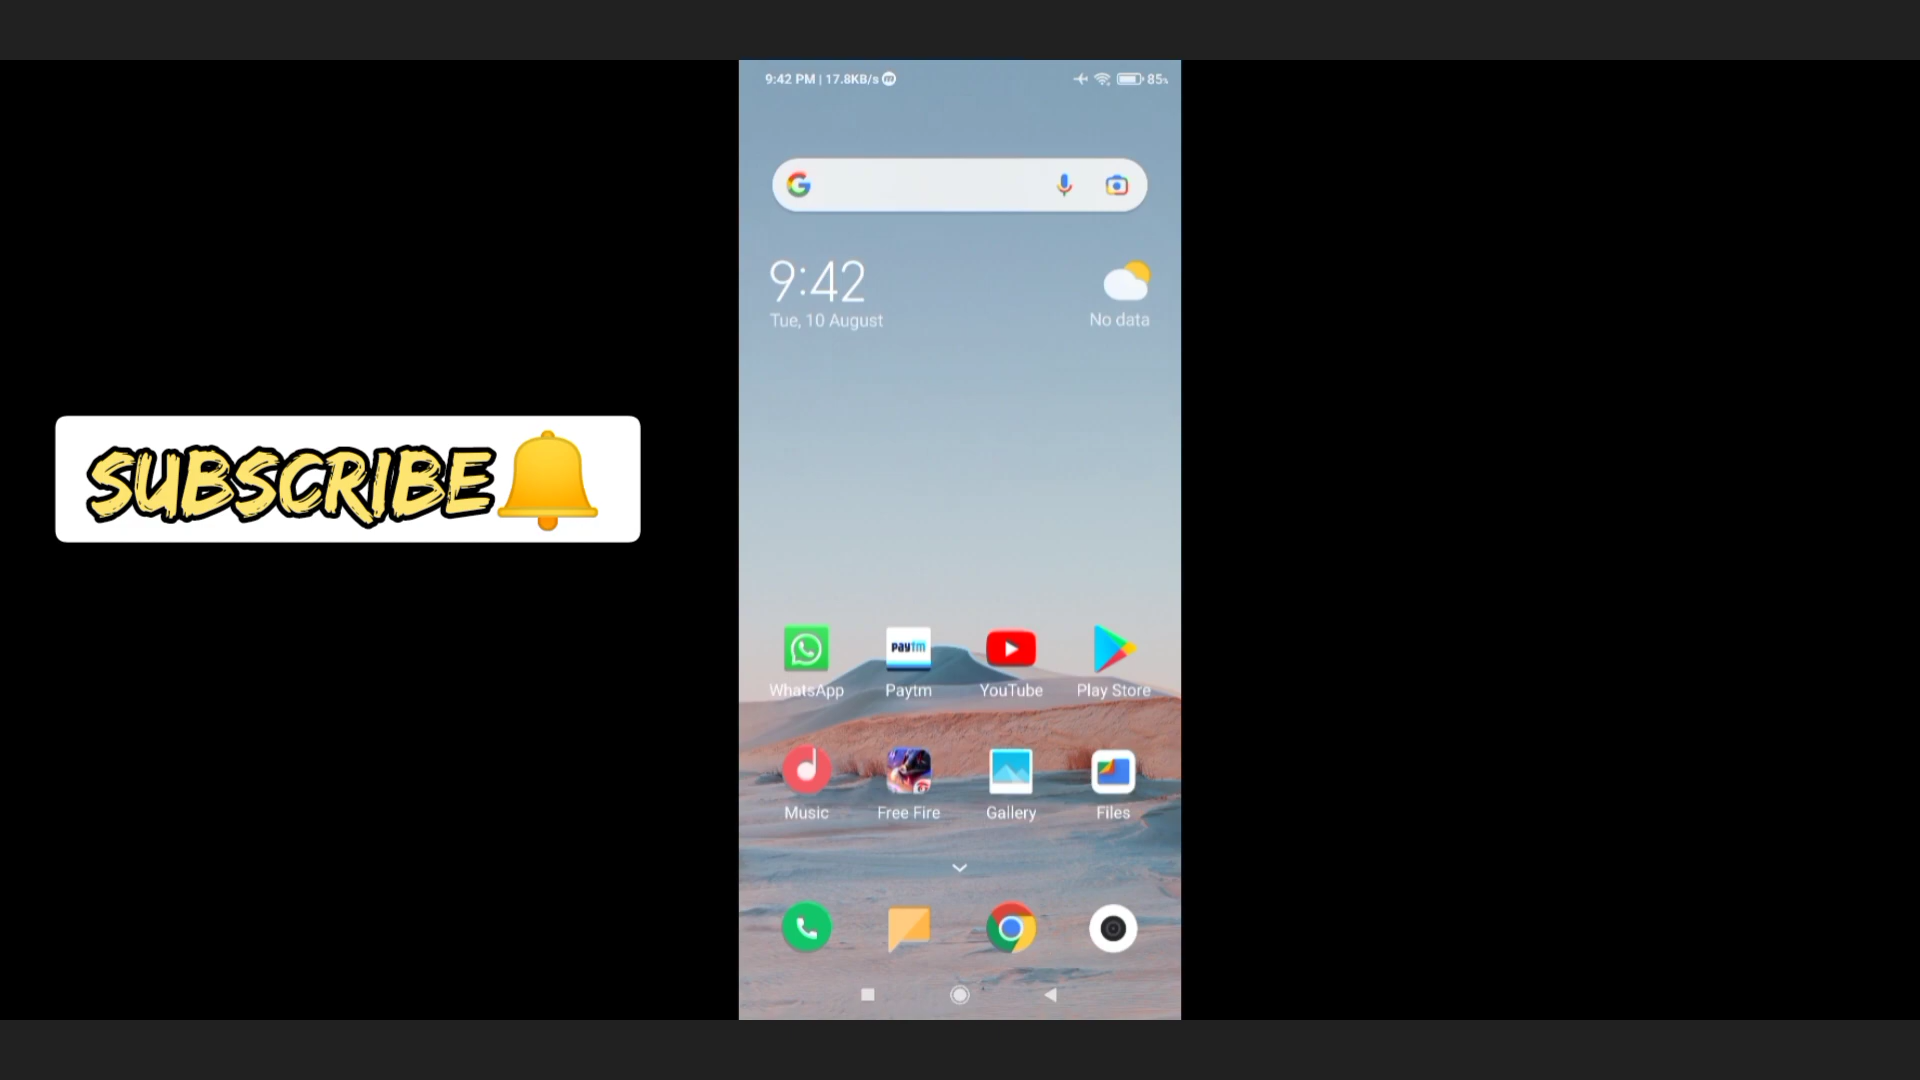 9:42 PM | 17.8KB/s
85%
9:42
Tue, 10 August
No data
SUBSCRIBE
paytm
WhatsApp
Paytm
YouTube
Play Store
Music
Free Fire
Gallery
Files